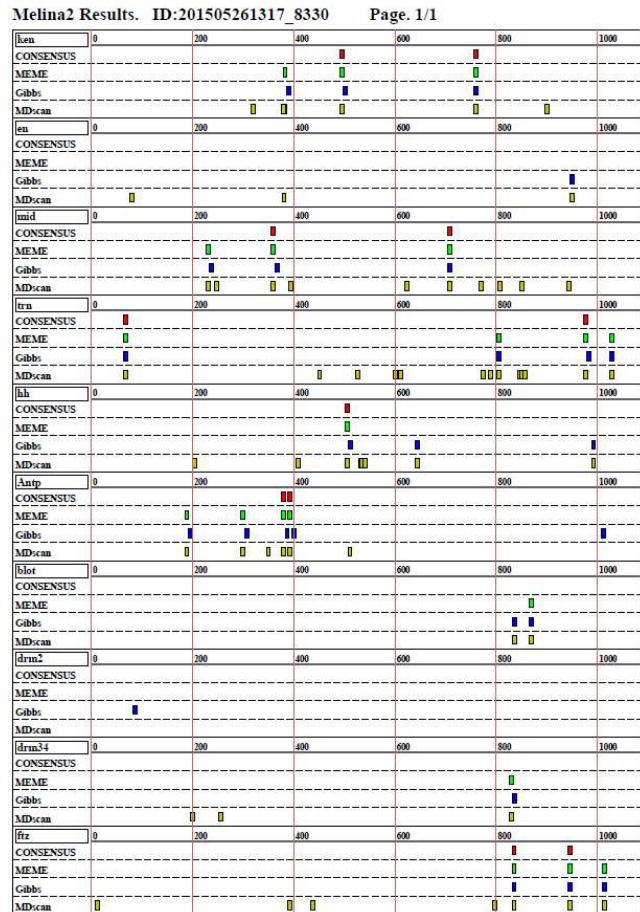 Melina2 Results. ID:201505261317_8330 Page. 1/1
ken 0 200 400 600 800 1000
CONSENSUS
MEME
Gibbs
MDscan
en 0 200 400 600 800 1000
CONSENSUS
MEME
Gibbs
MDscan
mid 0 200 400 600 800 1000
CONSENSUS
MEME
Gibbs
MDscan
trn 0 200 400 600 800 1000
CONSENSUS
MEME
Gibbs
MDscan
hh 0 200 400 600 800 1000
CONSENSUS
MEME
Gibbs
MDscan
Antp 0 200 400 600 800 1000
CONSENSUS
MEME
Gibbs
MDscan
blot 0 200 400 600 800 1000
CONSENSUS
MEME
Gibbs
MDscan
drm2 0 200 400 600 800 1000
CONSENSUS
MEME
Gibbs
MDscan
drm34 0 200 400 600 800 1000
CONSENSUS
MEME
Gibbs
MDscan
ftz 0 200 400 600 800 1000
CONSENSUS
MEME
Gibbs
MDscan